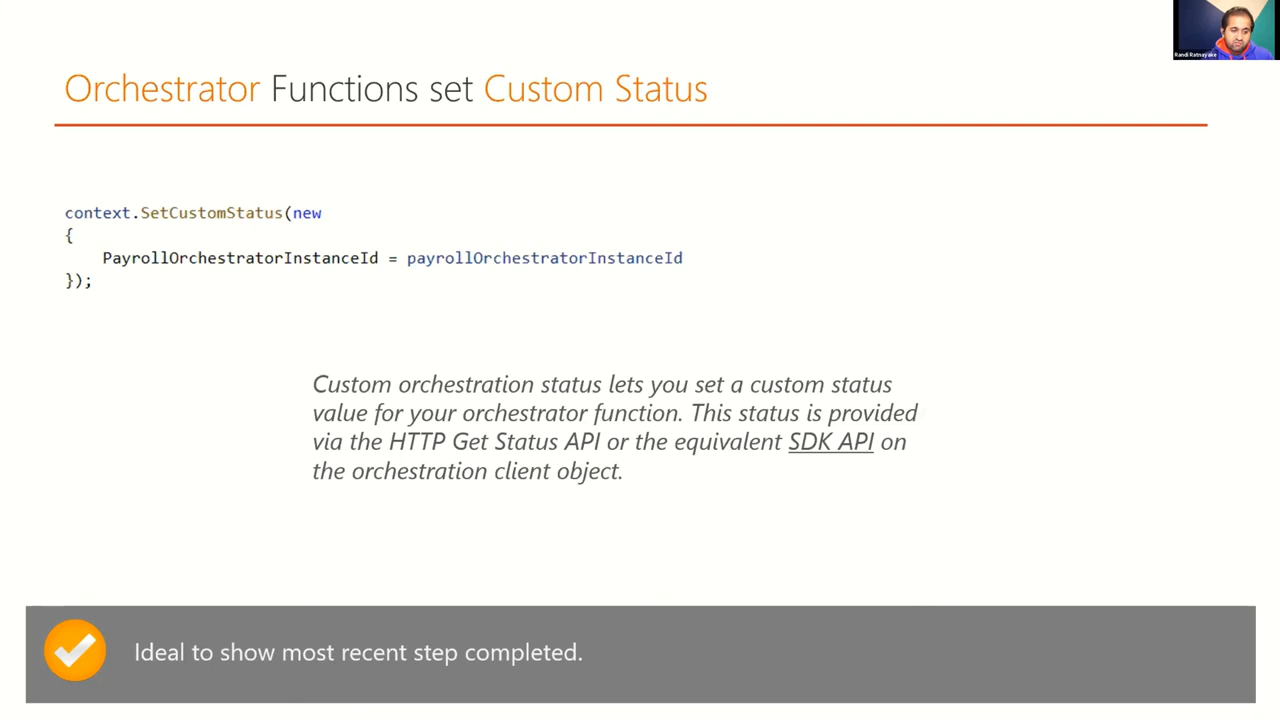 Randi Ratnayake
Orchestrator Functions set Custom Status
context.SetCustomStatus(new
{
PayrollOrchestratorInstanceId = payrollOrchestratorInstanceId
});
Custom orchestration status lets you set a custom status
value for your orchestrator function. This status is provided
via the HTTP Get Status API or the equivalent SDK API on
the orchestration client object.
Ideal to show most recent step completed.